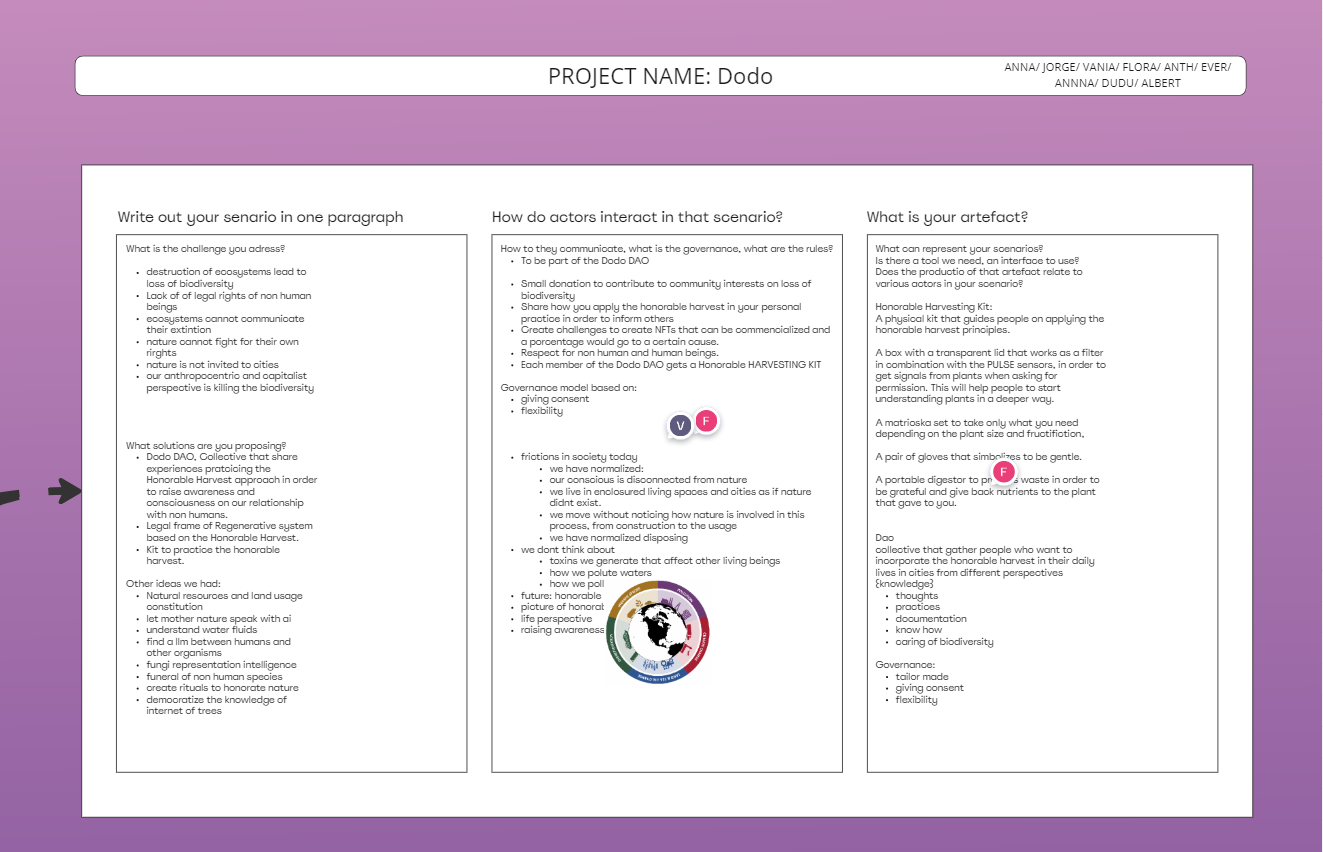 PROJECT NAME: Dodo
ANNA/ JORGE/ VANIA/ FLORA/ ANTH/ EVER/
ANNNA/ DUDU/ ALBERT
Write out your senario in one paragraph
What is the challenge you adress?
• destruction of ecosystems lead to
loss of biodiversity
• Lack of of legal rights of non human
beings
• ecosystems cannot communicate
their extintion
• nature cannot fight for their own
rirghts
• nature is not invited to cities
• our anthropocentric and capitalist
perspective is killing the biodiversity
What solutions are you proposing?
• Dodo DAO, Collective that share
experiences pratcicing the
Honorable Harvest approach in order
to raise awareness and
consciousness on our relationship
with non humans.
• Legal frame of Regenerative system
based on the Honorable Harvest.
• Kit to practice the honorable
harvest.
Other ideas we had:
• Natural resources and land usage
constitution
• let mother nature speak with ai
• understand water fluids
• find a llm between humans and
other organisms
• fungi representation intelligence
• funeral of non human species
• create rituals to honorate nature
• democratize the knowledge of
internet of trees
How do actors interact in that scenario?
How to they communicate, what is the governance, what are the rules?
• To be part of the Dodo DAO
• Small donation to contribute to community interests on loss of
biodiversity
• Share how you apply the honorable harvest in your personal
practice in order to inform others
• Create challenges to create NFTs that can be commencialized and
a porcentage would go to a certain cause.
• Respect for non human and human beings.
• Each member of the Dodo DAO gets a Honorable HARVESTING KIT
Governance model based on:
• giving consent
• flexibility
V
F
• frictions in society today
• we have normalized:
• our conscious is disconnected from nature
• we live in enclosured living spaces and cities as if nature
didnt exist.
• we move without noticing how nature is involved in this
process, from construction to the usage
• we have normalized disposing
• we dont think about
• toxins we generate that affect other living beings
• how we polute waters
• how we poll
• future: honorable
• picture of honorab
• life perspective
• raising awareness
What is your artefact?
What can represent your scenarios?
Is there a tool we need, an interface to use?
Does the productio of that artefact relate to
various actors in your scenario?
Honorable Harvesting Kit:
A physical kit that guides people on applying the
honorable harvest principles.
A box with a transparent lid that works as a filter
in combination with the PULSE sensors, in order to
get signals from plants when asking for
permission. This will help people to start
understanding plants in a deeper way.
A matrioska set to take only what you need
depending on the plant size and fructifiction,
A pair of gloves that simbolizes to be gentle.
F
A portable digestor to waste in order to
be grateful and give back nutrients to the plant
that gave to you.
Dao
collective that gather people who want to
incorporate the honorable harvest in their daily
lives in cities from different perspectives
{knowledge}
• thoughts
• practices
• documentation
• know how
• caring of biodiversity
Governance:
• tailor made
• giving consent
• flexibility